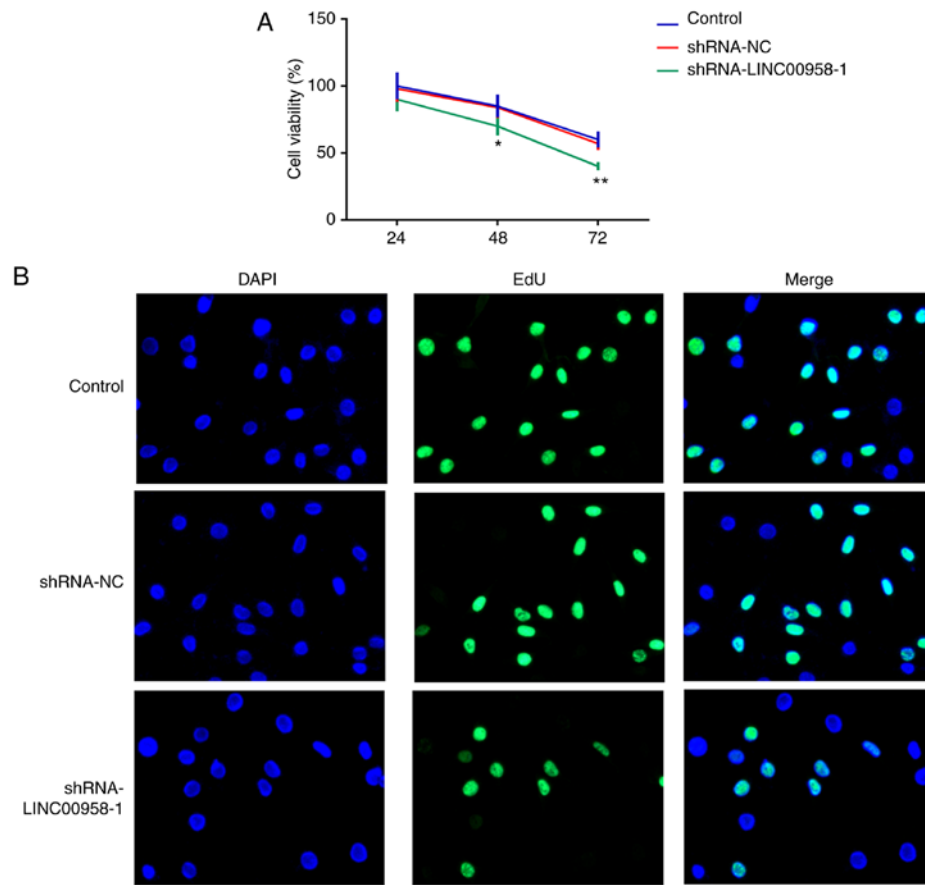 A
Control
shRNA-NC
shRNA-LINC00958-1
Cell viability (%)
150
100
50
0
*
**
24
48
72
B
DAPI
EdU
Merge
Control
shRNA-NC
shRNA-
LINC00958-1